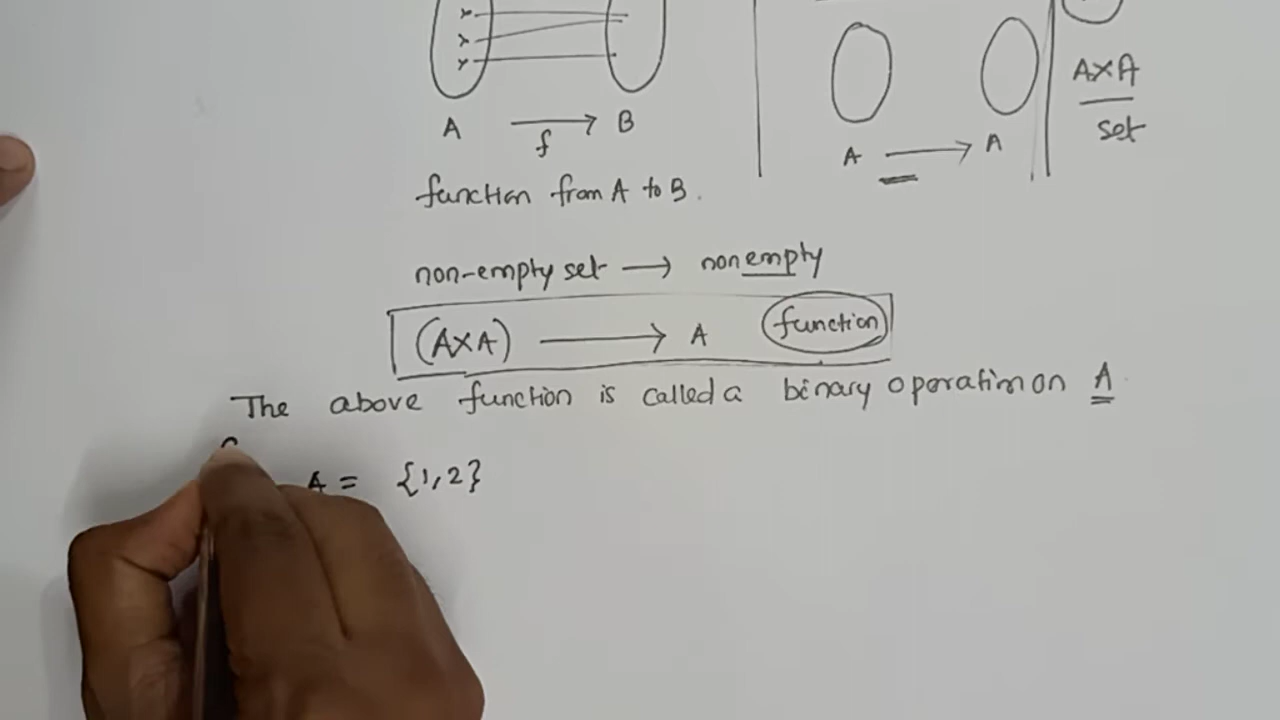 A → B
f
A → A
A×A
set
function from A to B.
non-empty set → nonempty
(A×A) → A function
The above function is called a binary operation on A
A = {1,2}